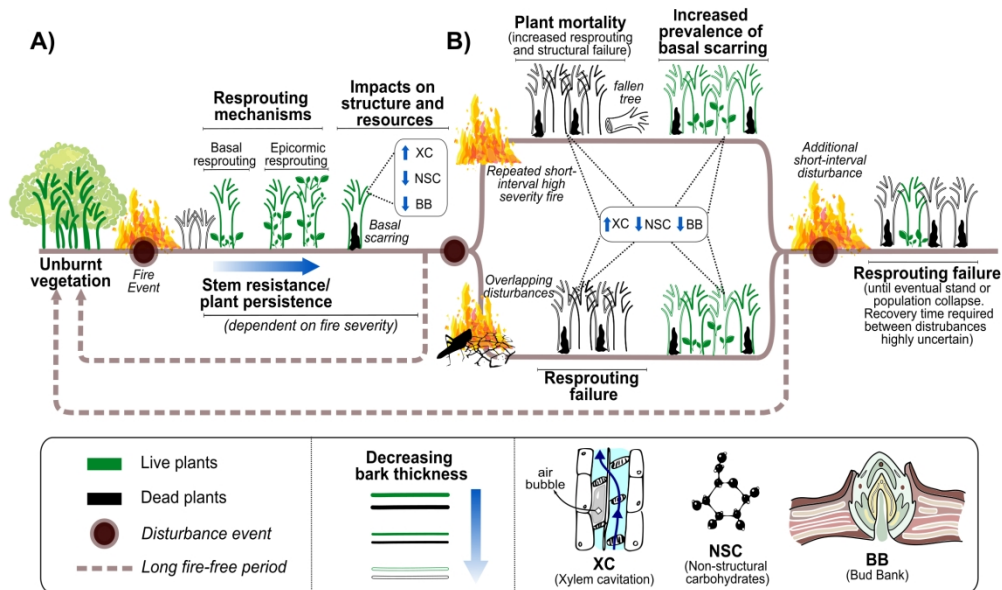 A)
Resprouting
mechanisms
Basal
resprouting
Epicormic
resprouting
Impacts on
structure and
resources
XC
NSC
BB
Basal
scarring
Unburnt
vegetation
Fire
Event
Stem resistance/
plant persistence
(dependent on fire severity)
B)
Plant mortality
(increased resprouting
and structural failure)
fallen
tree
Increased
prevalence of
basal scarring
Repeated short-
interval high
severity fire
XC NSC BB
Overlapping
disturbances
Resprouting
failure
Additional
short-interval
disturbance
Resprouting failure
(until eventual stand or
population collapse.
Recovery time required
between distrubances
highly uncertain)
Live plants
Dead plants
Disturbance event
Long fire-free period
Decreasing
bark thickness
air
bubble
XC
(Xylem cavitation)
NSC
(Non-structural
carbohydrates)
BB
(Bud Bank)